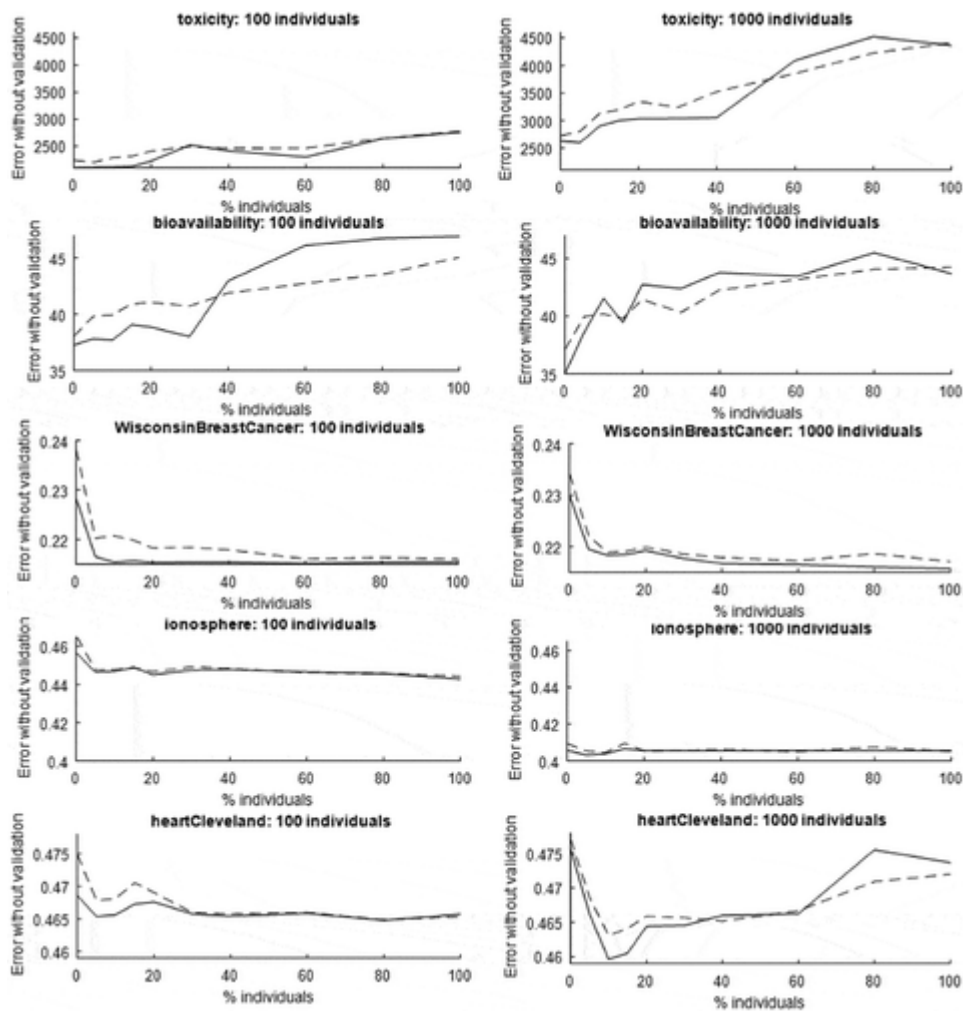 toxicity: 100 individuals
Error without validation
4500
4000
3500
3000
2500
0 20 40 60 80 100
% individuals
toxicity: 1000 individuals
Error without validation
4500
4000
3500
3000
2500
0 20 40 60 80 100
% individuals
bioavailability: 100 individuals
Error without validation
45
40
35
0 20 40 60 80 100
% individuals
bioavailability: 1000 individuals
Error without validation
45
40
35
0 20 40 60 80 100
% individuals
WisconsinBreastCancer: 100 individuals
Error without validation
0.24
0.23
0.22
0 20 40 60 80 100
% individuals
WisconsinBreastCancer: 1000 individuals
Error without validation
0.24
0.23
0.22
0 20 40 60 80 100
% individuals
ionosphere: 100 individuals
Error without validation
0.46
0.44
0.42
0.4
0 20 40 60 80 100
% individuals
ionosphere: 1000 individuals
Error without validation
0.46
0.44
0.42
0.4
0 20 40 60 80 100
% individuals
heartCleveland: 100 individuals
Error without validation
0.475
0.47
0.465
0.46
0 20 40 60 80 100
% individuals
heartCleveland: 1000 individuals
Error without validation
0.475
0.47
0.465
0.46
0 20 40 60 80 100
% individuals